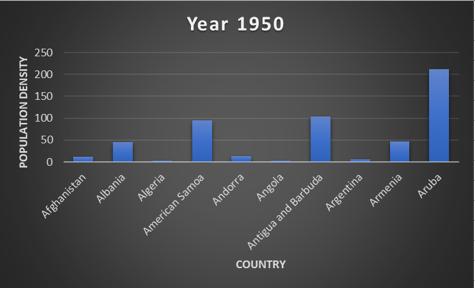 Year 1950
POPULATION DENSITY
250
200
150
100
50
0
Afghanistan
Albania
Algeria
American Samoa
Andorra
Angola
Antigua and Barbuda
Argentina
Armenia
Aruba
COUNTRY